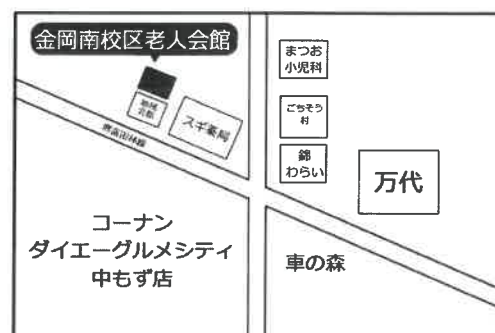 金岡南校区老人会館
まつお
小児科
ごちそう
村
スギ薬局
錦
わらい
万代
コーナン
ダイエーグルメシティ
中もず店
車の森